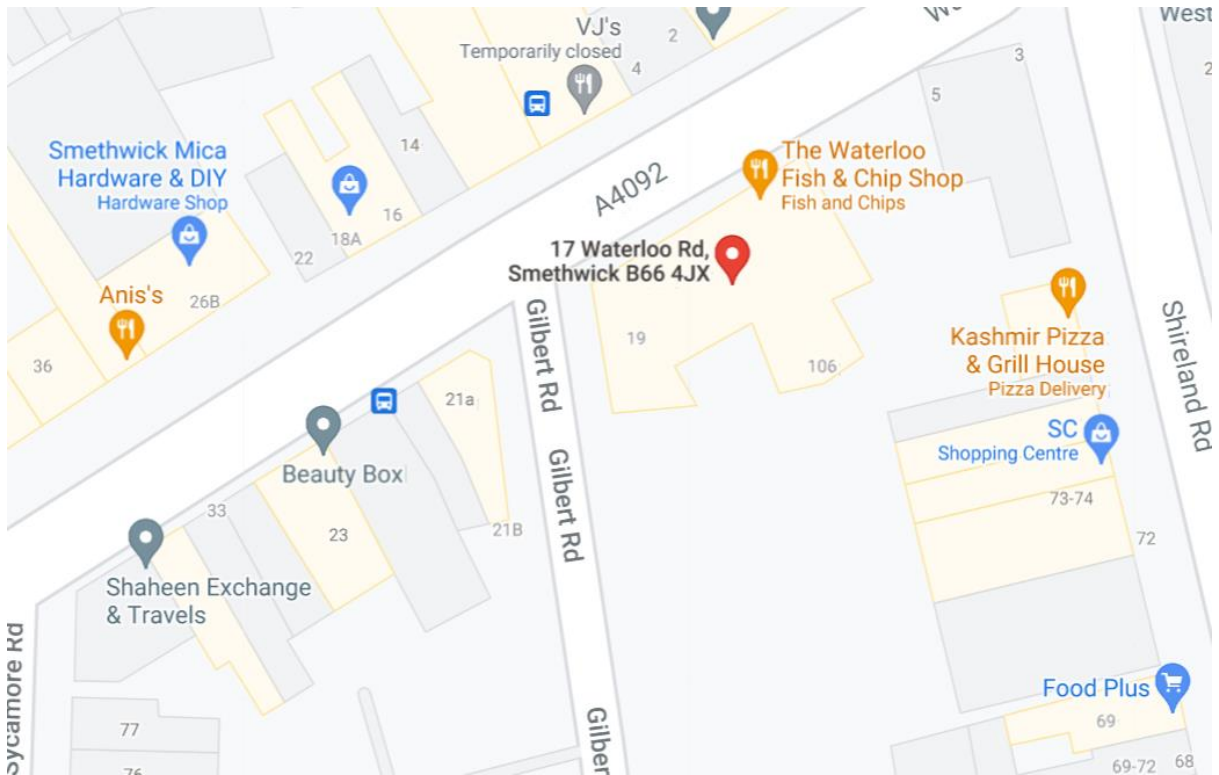 VJ's
Temporarily closed
2
4
3
5
West
2
Smethwick Mica
Hardware & DIY
Hardware Shop
14
16
18A
22
26B
Anis's
36
A4092
The Waterloo
Fish & Chip Shop
Fish and Chips
17 Waterloo Rd,
Smethwick B66 4JX
19
106
Kashmir Pizza
& Grill House
Pizza Delivery
Shireland Rd
SC
Shopping Centre
73-74
72
Gilbert Rd
Gilbert Rd
21a
21B
Beauty Box
33
23
Shaheen Exchange
& Travels
Sycamore Rd
77
76
Gilber
Food Plus
69
69-72
68